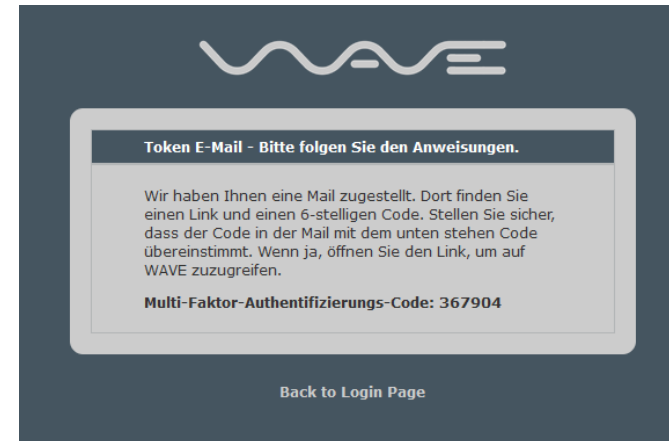 WAVE
Token E-Mail - Bitte folgen Sie den Anweisungen.
Wir haben Ihnen eine Mail zugestellt. Dort finden Sie
einen Link und einen 6-stelligen Code. Stellen Sie sicher,
dass der Code in der Mail mit dem unten stehen Code
übereinstimmt. Wenn ja, öffnen Sie den Link, um auf
WAVE zuzugreifen.
Multi-Faktor-Authentifizierungs-Code: 367904
Back to Login Page